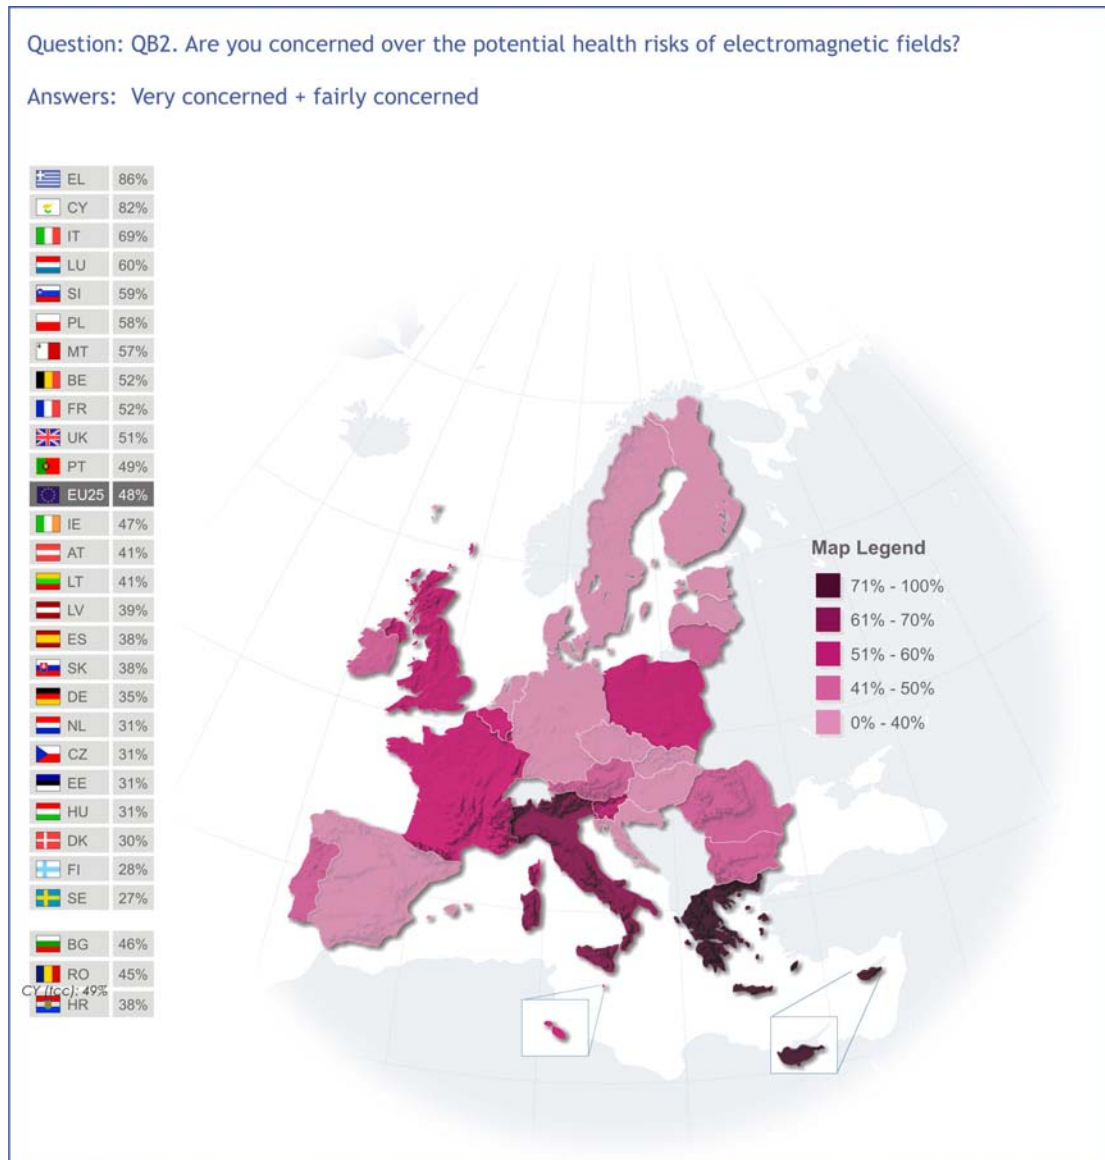 Question: QB2. Are you concerned over the potential health risks of electromagnetic fields?
Answers: Very concerned + fairly concerned
EL 86%
CY 82%
IT 69%
LU 60%
SI 59%
PL 58%
MT 57%
BE 52%
FR 52%
UK 51%
PT 49%
EU25 48%
IE 47%
AT 41%
LT 41%
LV 39%
ES 38%
SK 38%
DE 35%
NL 31%
CZ 31%
EE 31%
HU 31%
DK 30%
FI 28%
SE 27%
BG 46%
RO 45%
CY (tcc): 49%
HR 38%
Map Legend
71% - 100%
61% - 70%
51% - 60%
41% - 50%
0% - 40%